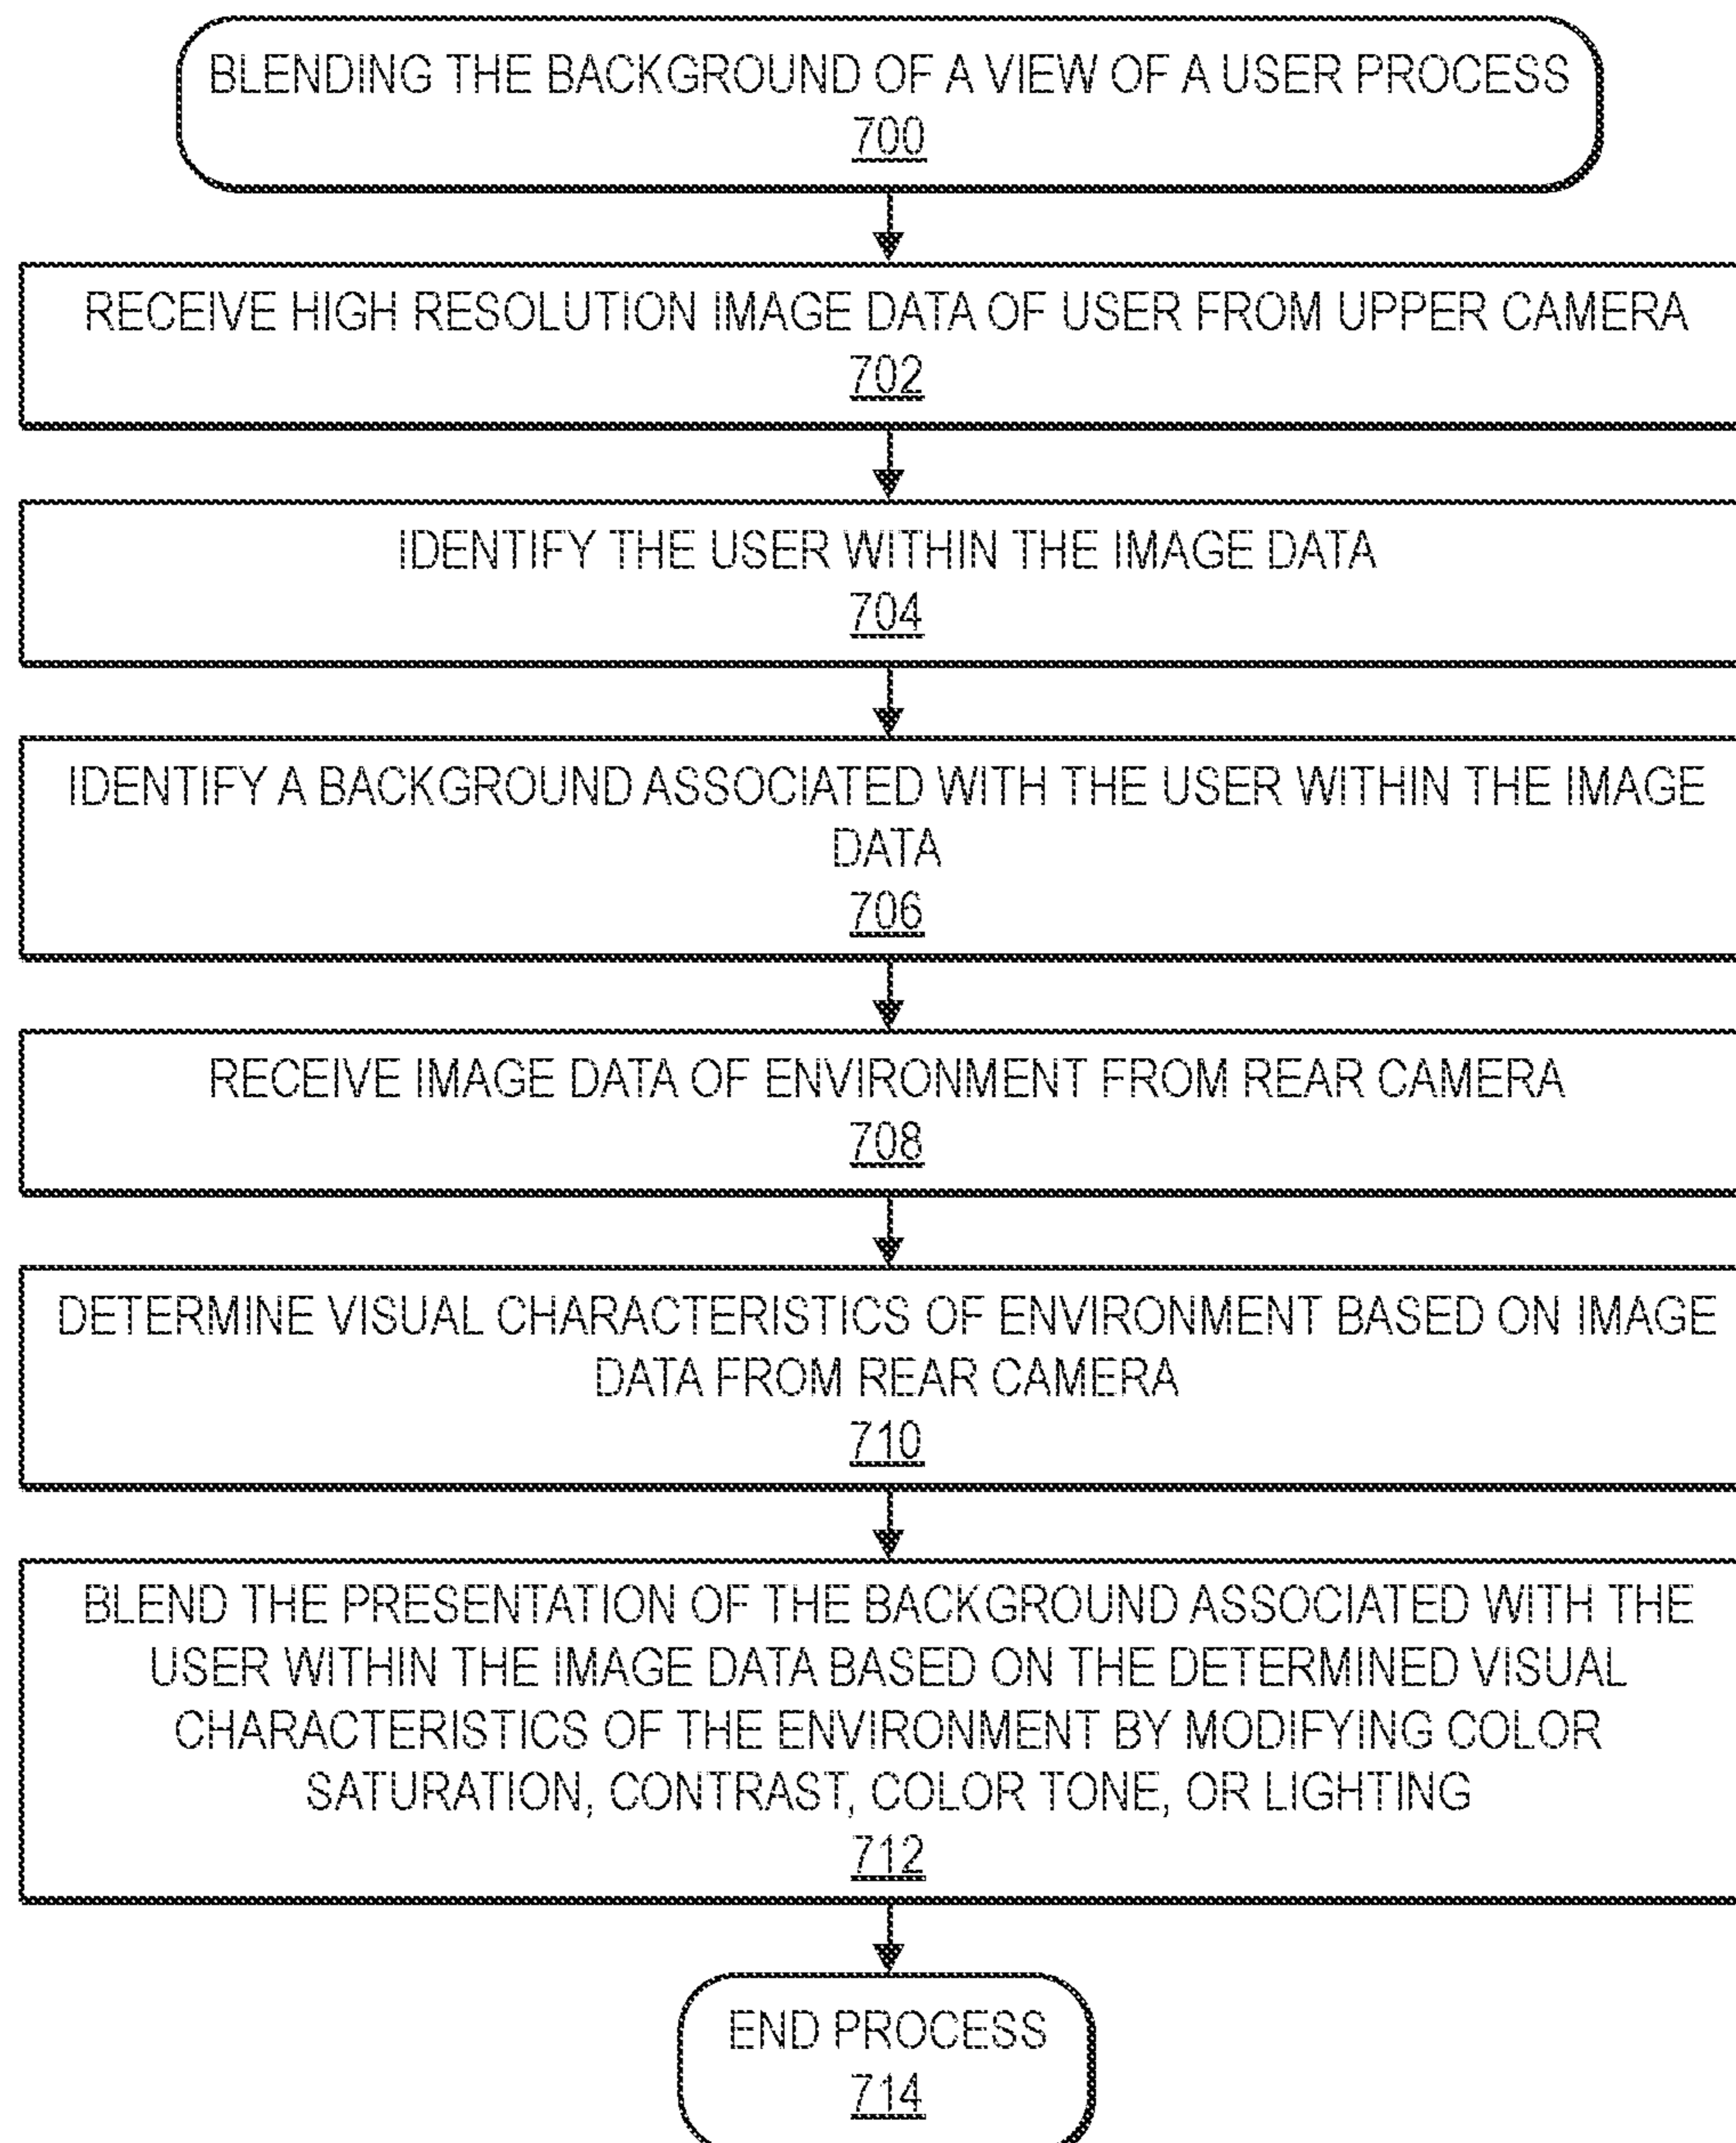 BLENDING THE BACKGROUND OF A VIEW OF A USER PROCESS
700
RECEIVE HIGH RESOLUTION IMAGE DATA OF USER FROM UPPER CAMERA
702
IDENTIFY THE USER WITHIN THE IMAGE DATA
704
IDENTIFY A BACKGROUND ASSOCIATED WITH THE USER WITHIN THE IMAGE
DATA
706
RECEIVE IMAGE DATA OF ENVIRONMENT FROM REAR CAMERA
708
DETERMINE VISUAL CHARACTERISTICS OF ENVIRONMENT BASED ON IMAGE
DATA FROM REAR CAMERA
710
BLEND THE PRESENTATION OF THE BACKGROUND ASSOCIATED WITH THE
USER WITHIN THE IMAGE DATA BASED ON THE DETERMINED VISUAL
CHARACTERISTICS OF THE ENVIRONMENT BY MODIFYING COLOR
SATURATION, CONTRAST, COLOR TONE, OR LIGHTING
712
END PROCESS
714